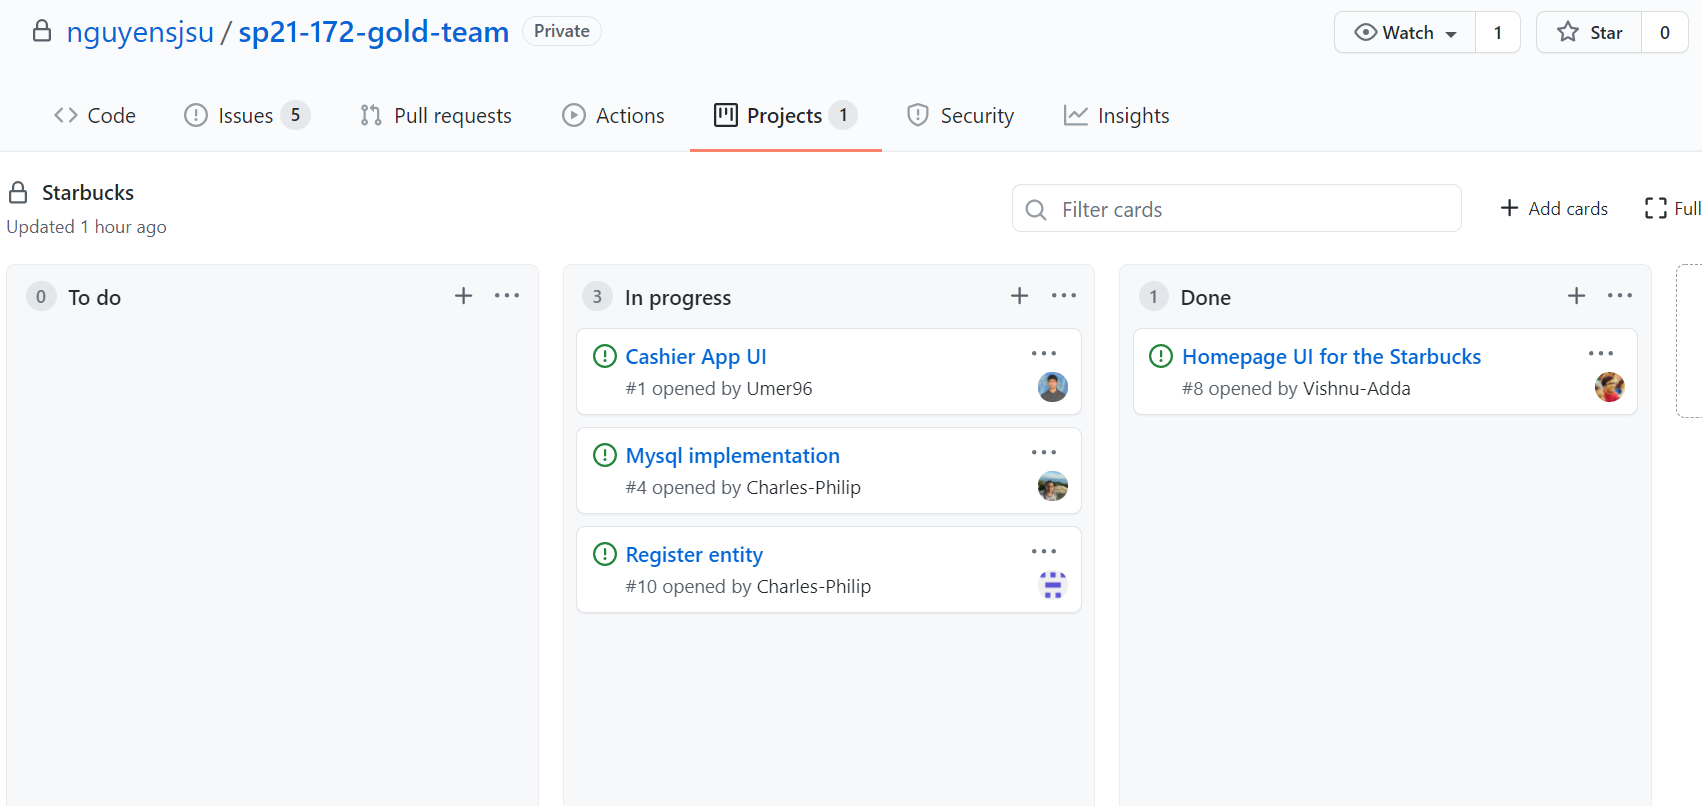 nguyensjsu / sp21-172-gold-team Private Watch 1 Star 0
Code Issues 5 Pull requests Actions Projects 1 Security Insights
Starbucks
Updated 1 hour ago
Filter cards Add cards Full
0 To do
3 In progress
Cashier App UI
#1 opened by Umer96
Mysql implementation
#4 opened by Charles-Philip
Register entity
#10 opened by Charles-Philip
1 Done
Homepage UI for the Starbucks
#8 opened by Vishnu-Adda